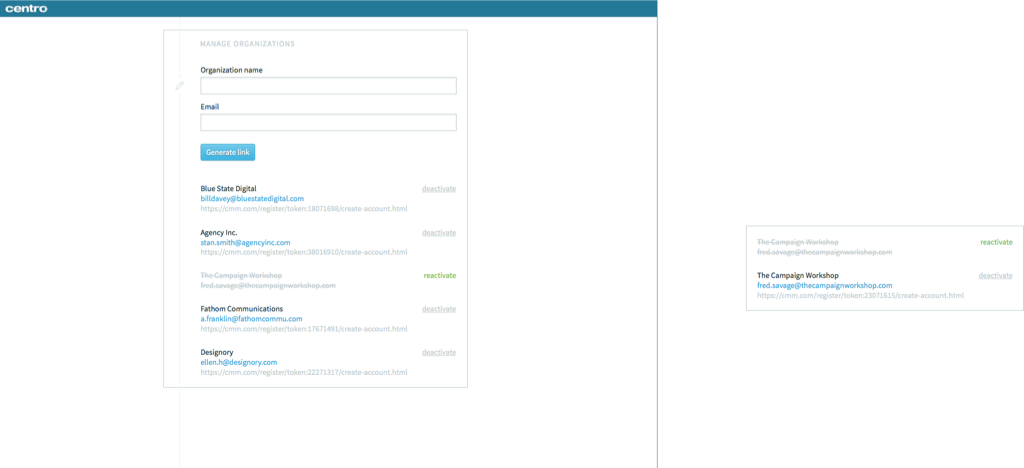 centro
MANAGE ORGANIZATIONS
Organization name
Email
Generate link
Blue State Digital deactivate
billdavey@bluestatedigital.com
https://cmm.com/register/token:18071698/create-account.html
Agency Inc. deactivate
stan.smith@agencyinc.com
https://cmm.com/register/token:38016910/create-account.html
The Campaign Workshop reactivate
fred.savage@thecampaignworkshop.com
Fathom Communications deactivate
a.franklin@fathomcommu.com
https://cmm.com/register/token:17671491/create-account.html
Designory deactivate
ellen.h@designory.com
https://cmm.com/register/token:22271317/create-account.html
The Campaign Workshop reactivate
fred.savage@thecampaignworkshop.com
The Campaign Workshop deactivate
fred.savage@thecampaignworkshop.com
https://cmm.com/register/token:23071615/create-account.html